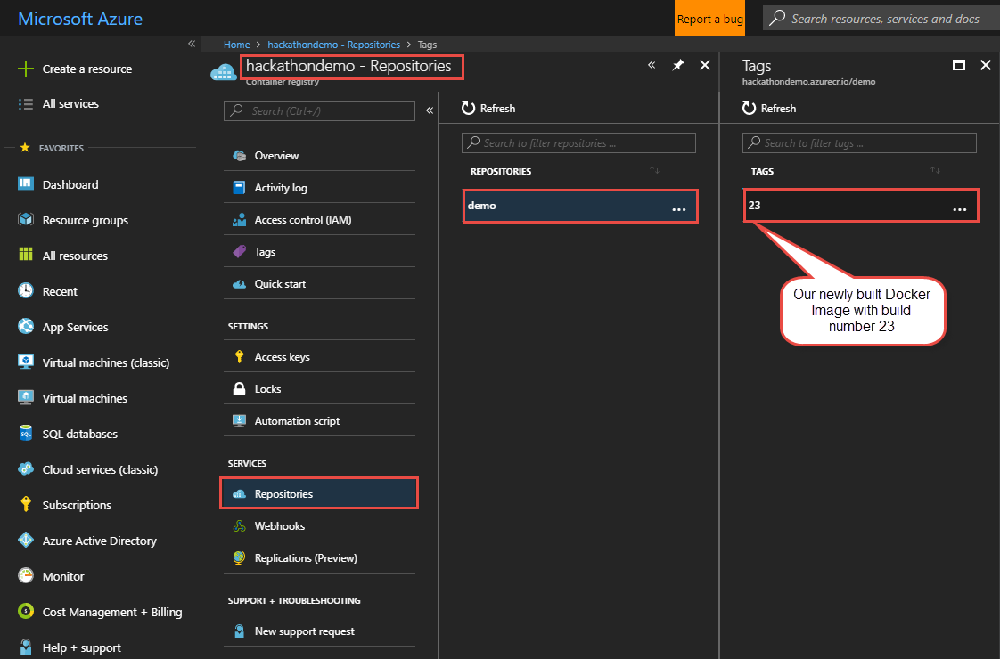 Microsoft Azure
Report a bug
Search resources, services and docs
Create a resource
All services
FAVORITES
Dashboard
Resource groups
All resources
Recent
App Services
Virtual machines (classic)
Virtual machines
SQL databases
Cloud services (classic)
Subscriptions
Azure Active Directory
Monitor
Cost Management + Billing
Help + support
Home > hackathondemo - Repositories > Tags
hackathondemo - Repositories
Container registry
Search (Ctrl+/)
Overview
Activity log
Access control (IAM)
Tags
Quick start
SETTINGS
Access keys
Locks
Automation script
SERVICES
Repositories
Webhooks
Replications (Preview)
SUPPORT + TROUBLESHOOTING
New support request
Refresh
Search to filter repositories ...
REPOSITORIES
demo
Tags
hackathondemo.azurecr.io/demo
Refresh
Search to filter tags ...
TAGS
23
Our newly built Docker
Image with build
number 23